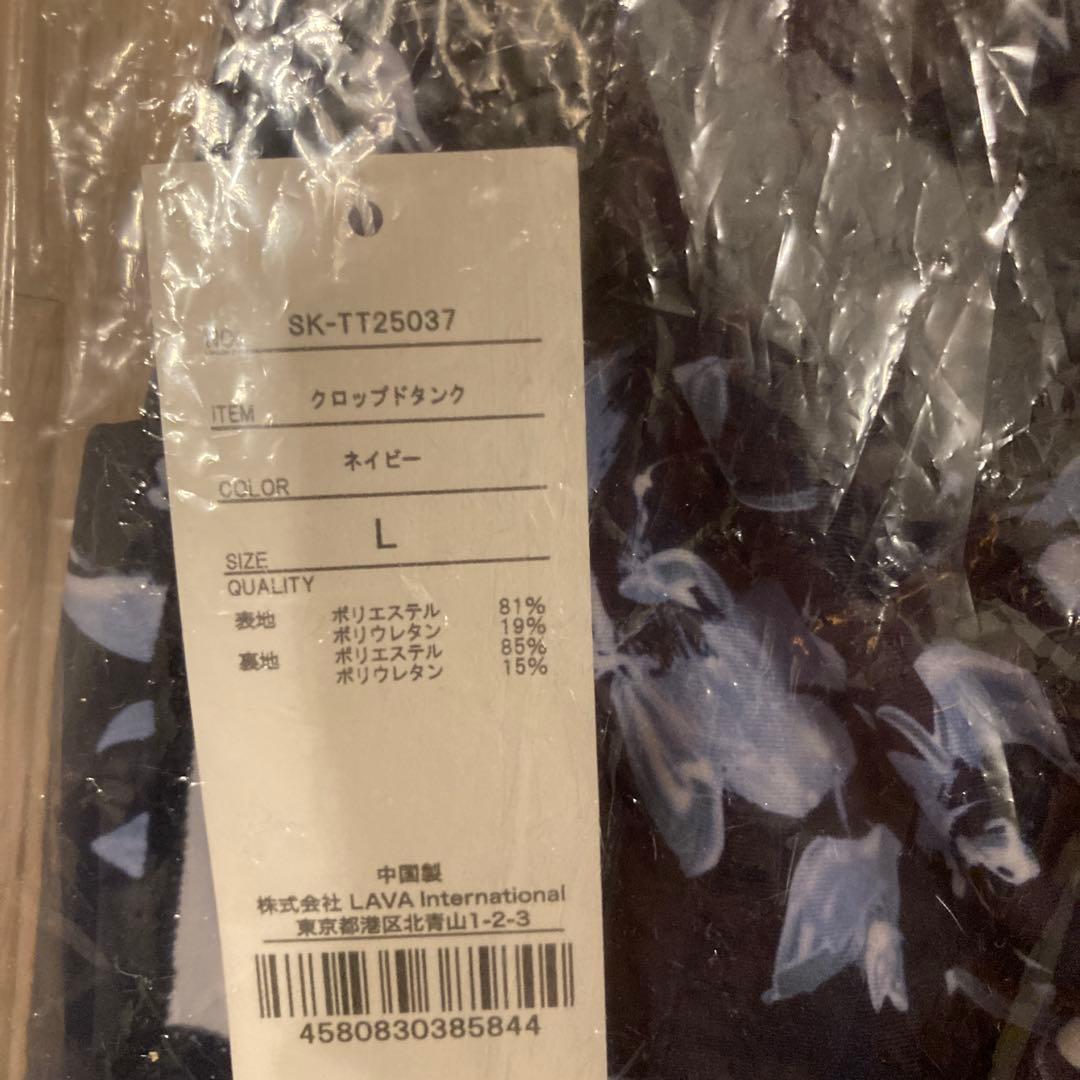 NO. SK-TT25037
ITEM クロップドタンク
COLOR ネイビー
SIZE L
QUALITY
表地 ポリエステル 81%
ポリウレタン 19%
裏地 ポリエステル 85%
ポリウレタン 15%
中国製
株式会社 LAVA International
東京都港区北青山1-2-3
4580830385844